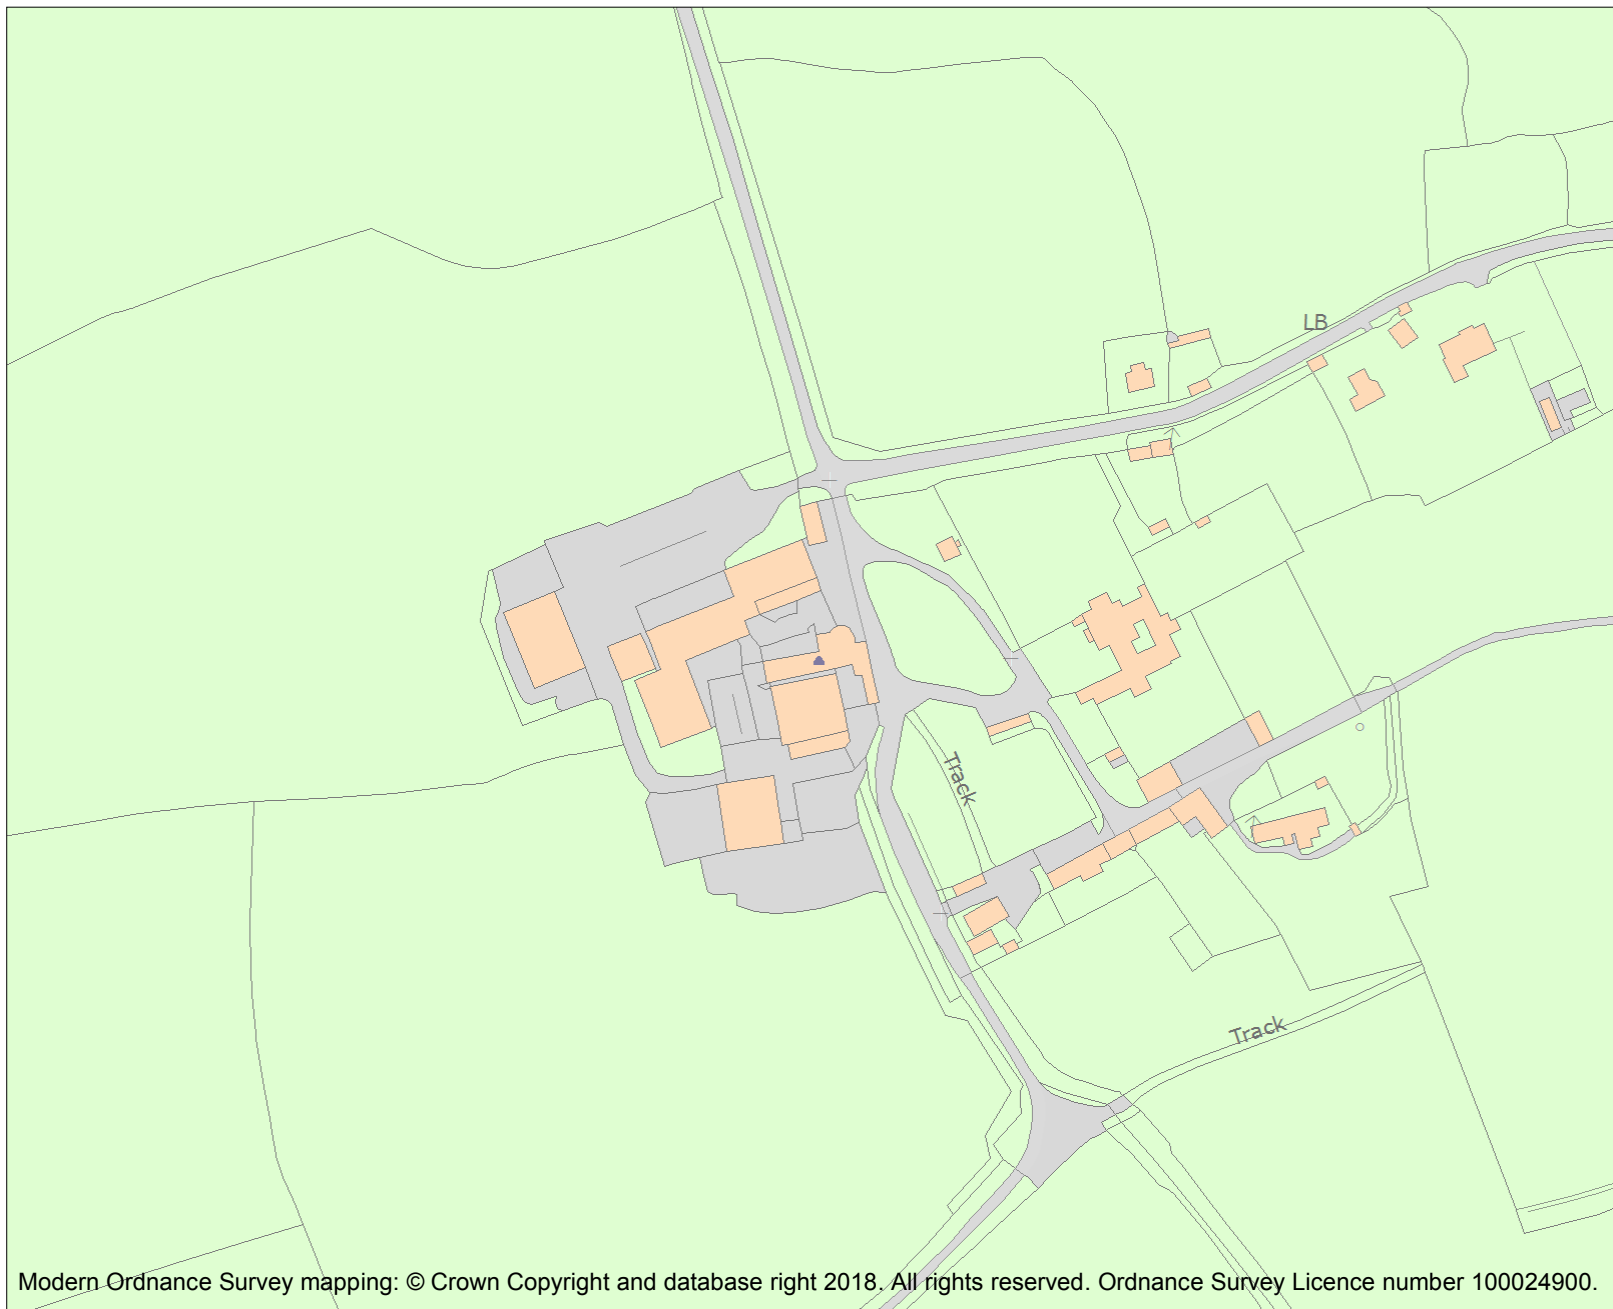 LB
Track
Track
Modern Ordnance Survey mapping: © Crown Copyright and database right 2018. All rights reserved. Ordnance Survey Licence number 100024900.